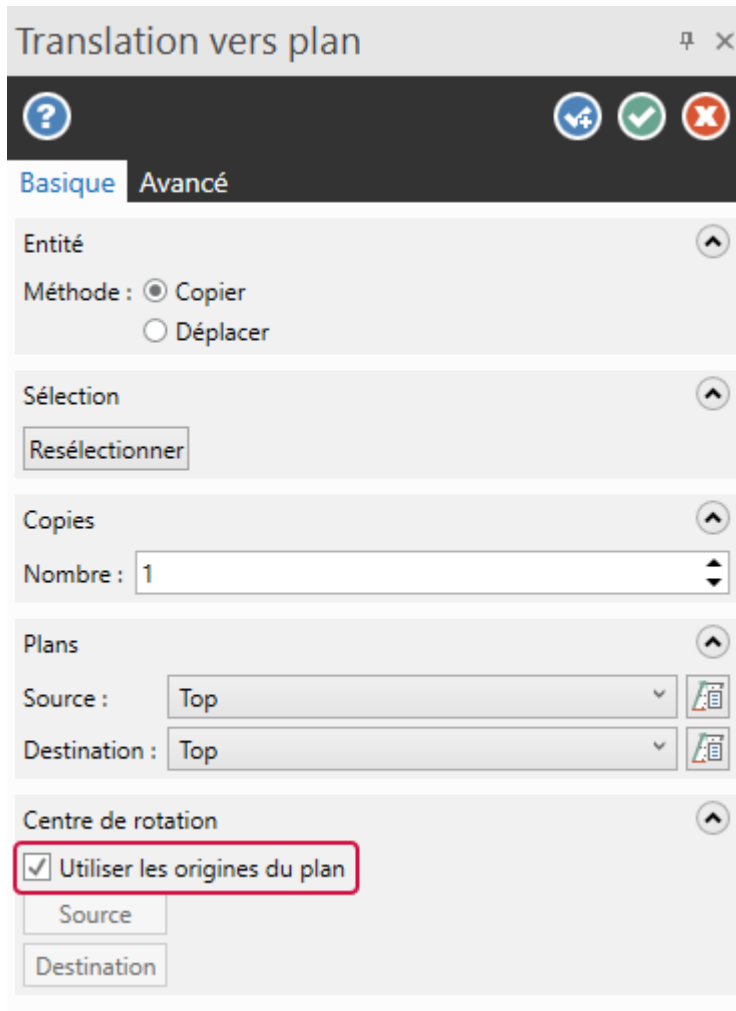 Translation vers plan
Basique Avancé
Entité
Méthode : Copier
Déplacer
Sélection
Resélectionner
Copies
Nombre : 1
Plans
Source : Top
Destination : Top
Centre de rotation
Utiliser les origines du plan
Source
Destination